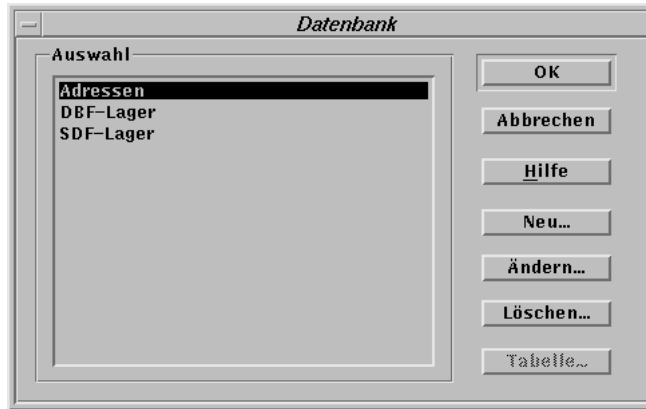 Datenbank
Auswahl
Adressen
DBF-Lager
SDF-Lager
OK
Abbrechen
Hilfe
Neu...
Ändern...
Löschen...
Tabelle...